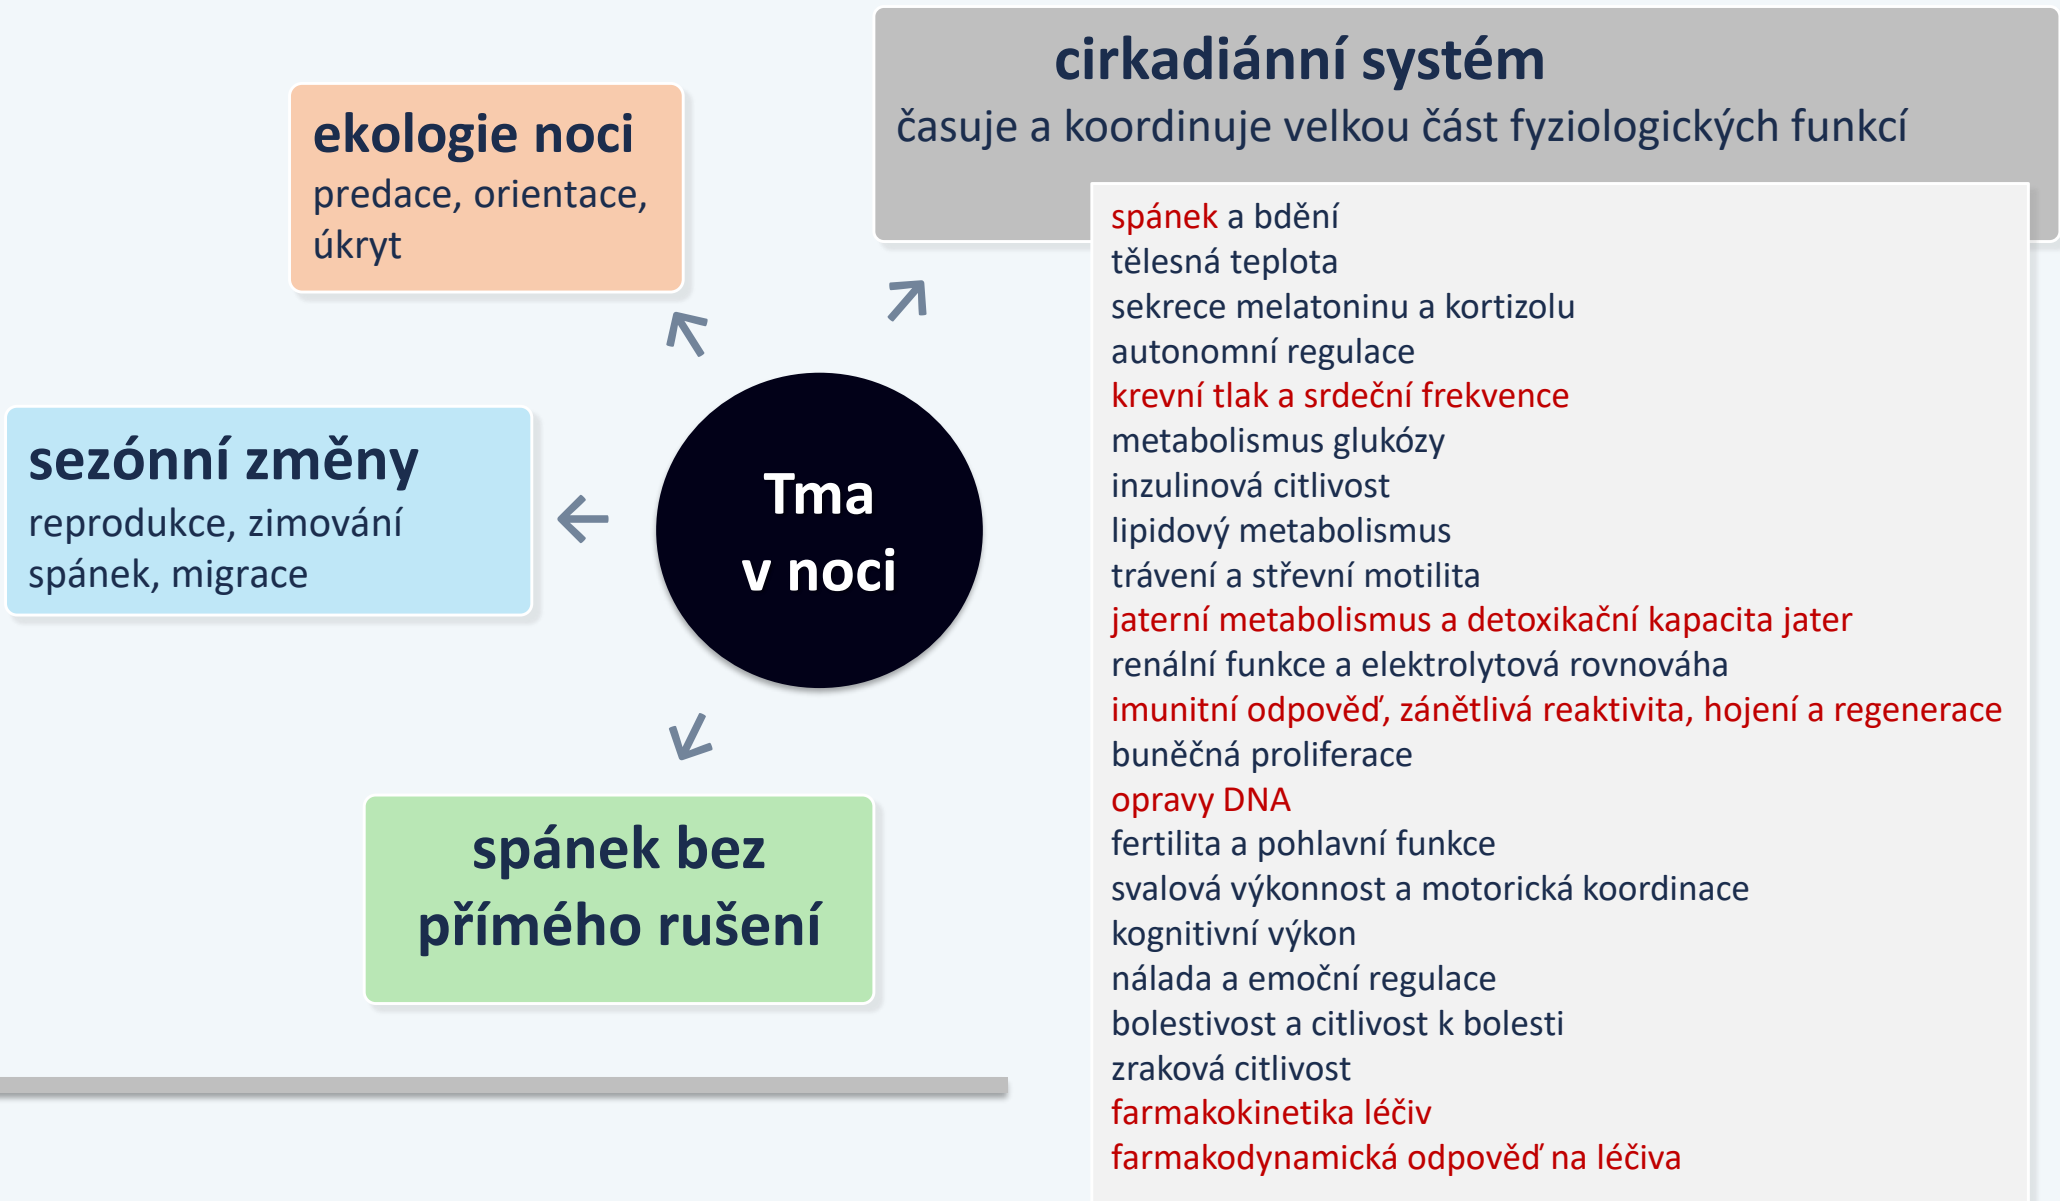 cirkadiánní systém
časuje a koordinuje velkou část fyziologických funkcí
ekologie noci
predace, orientace,
úkryt
sezónní změny
reprodukce, zimování
spánek, migrace
Tma
v noci
spánek bez
přímého rušení
spánek a bdění
tělesná teplota
sekrece melatoninu a kortizolu
autonomní regulace
krevní tlak a srdeční frekvence
metabolismus glukózy
inzulinová citlivost
lipidový metabolismus
trávení a střevní motilita
jaterní metabolismus a detoxikační kapacita jater
renální funkce a elektrolytová rovnováha
imunitní odpověď, zánětlivá reaktivita, hojení a regenerace
buněčná proliferace
opravy DNA
fertilita a pohlavní funkce
svalová výkonnost a motorická koordinace
kognitivní výkon
nálada a emoční regulace
bolestivost a citlivost k bolesti
zraková citlivost
farmakokinetika léčiv
farmakodynamická odpověď na léčiva